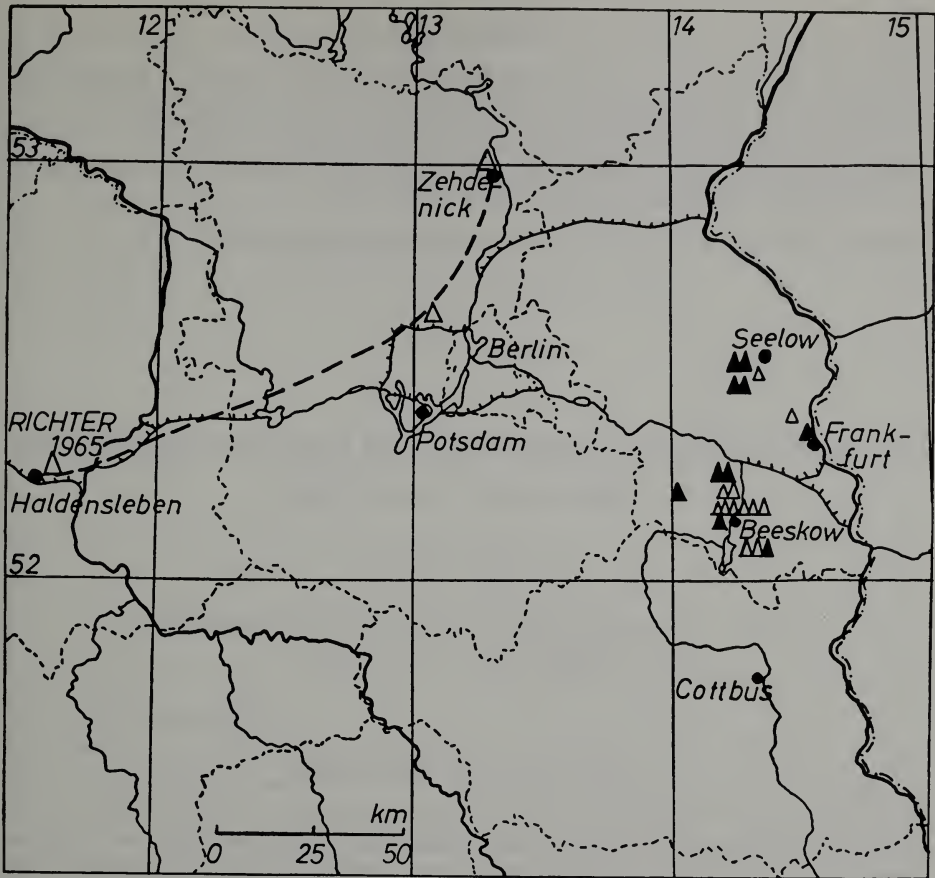 12
13
14
15
53
Zehde-
nick
Seelow
Berlin
RICHTER
1965
Potsdam
Frank-
furt
Haldensleben
Beeskow
52
Cottbus
km
0 25 50